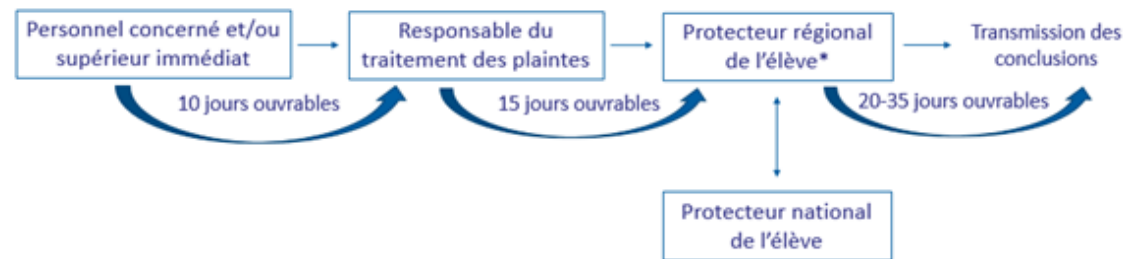 Personnel concerné et/ou
supérieur immédiat
Responsable du
traitement des plaintes
Protecteur régional
de l'élève*
Transmission des
conclusions
10 jours ouvrables
15 jours ouvrables
20-35 jours ouvrables
Protecteur national
de l'élève